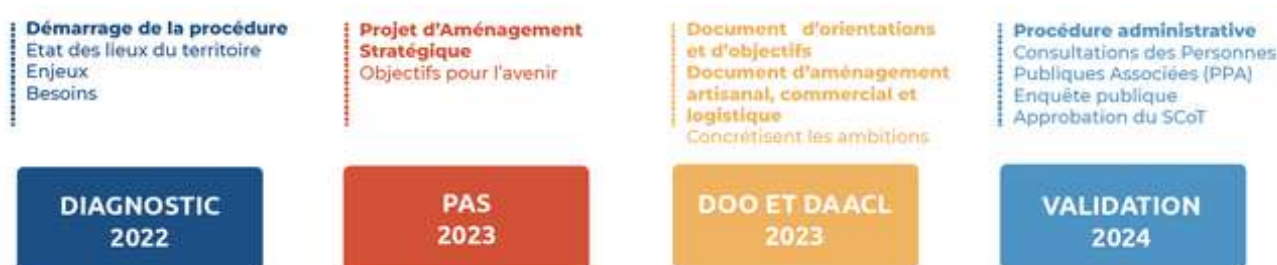 Démarrage de la procédure
Etat des lieux du territoire
Enjeux
Besoins
DIAGNOSTIC
2022
Projet d'Aménagement
Stratégique
Objectifs pour l'avenir
PAS
2023
Document d'orientations
et d'objectifs
Document d'aménagement
artisanal, commercial et
logistique
Concrétisent les ambitions
DOO ET DAACL
2023
Procédure administrative
Consultations des Personnes
Publiques Associées (PPA)
Enquête publique
Approbation du SCoT
VALIDATION
2024